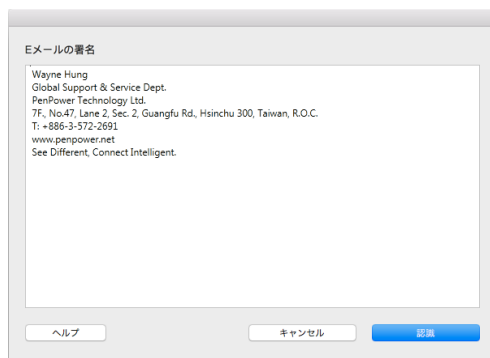 Eメールの署名
Wayne Hung
Global Support & Service Dept.
PenPower Technology Ltd.
7F., No.47, Lane 2, Sec. 2, Guangfu Rd., Hsinchu 300, Taiwan, R.O.C.
T: +886-3-572-2691
www.penpower.net
See Different, Connect Intelligent.
ヘルプ
キャンセル
認識